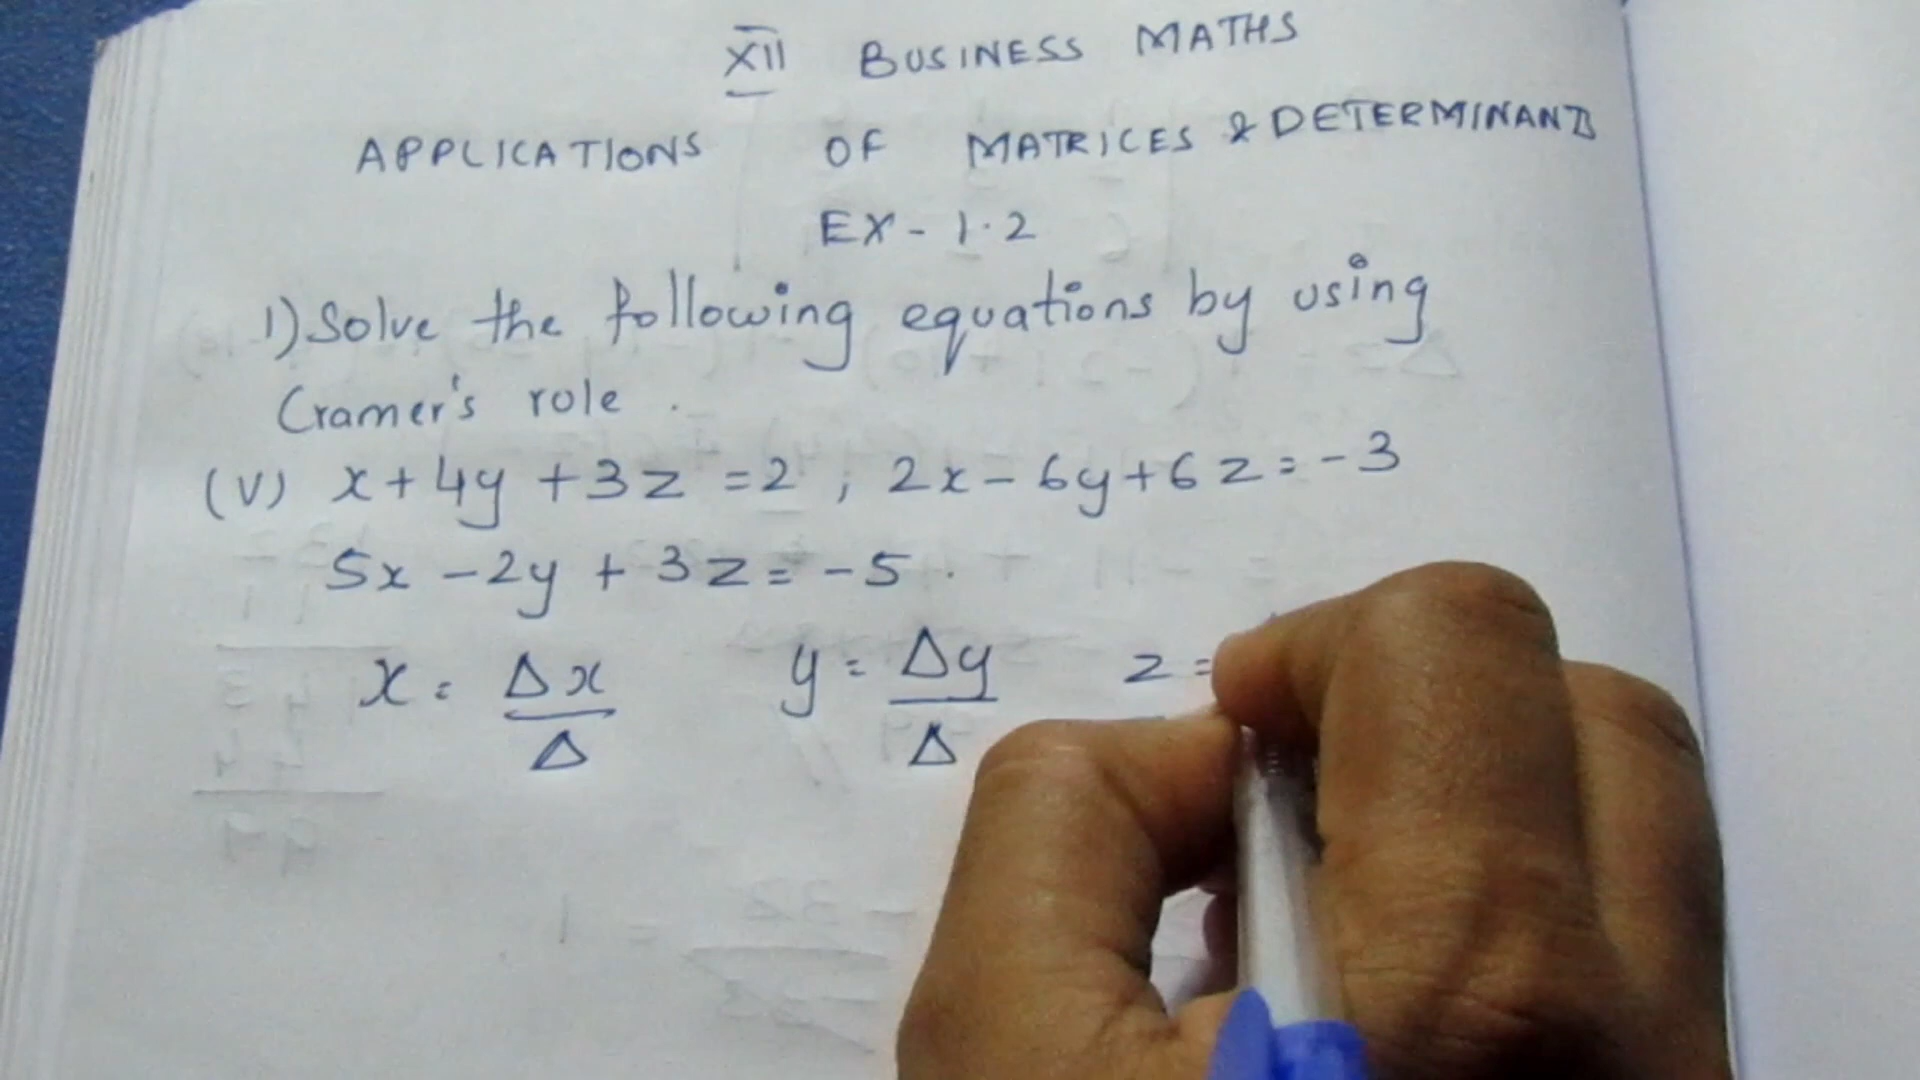 XII BUSINESS MATHS
APPLICATIONS OF MATRICES & DETERMINANTS
EX - 1.2
1) Solve the following equations by using
Cramer's role.
(V) x + 4y + 3z = 2 ; 2x - 6y + 6z = -3
5x - 2y + 3z = -5.
x = Δx/Δ y = Δy/Δ z =